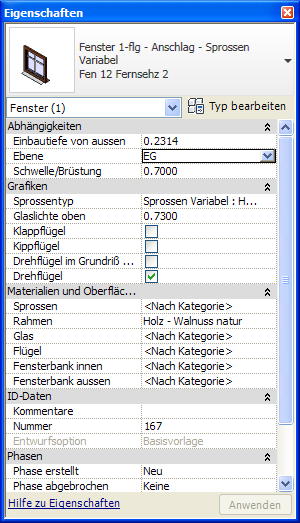 Eigenschaften
Fenster 1-flg - Anschlag - Sprossen
Variabel
Fen 12 Fernsehz 2
Fenster (1)
Typ bearbeiten
Abhängigkeiten
Einbautiefe von aussen 0.2314
Ebene EG
Schwelle/Brüstung 0.7000
Grafiken
Sprossentyp Sprossen Variabel : H...
Glaslichte oben 0.7300
Klappflügel
Kippflügel
Drehflügel im Grundriß ...
Drehflügel
Materialien und Oberfläc...
Sprossen <Nach Kategorie>
Rahmen Holz - Walnuss natur
Glas <Nach Kategorie>
Flügel <Nach Kategorie>
Fensterbank innen <Nach Kategorie>
Fensterbank aussen <Nach Kategorie>
ID-Daten
Kommentare
Nummer 167
Entwurfsoption Basisvorlage
Phasen
Phase erstellt Neu
Phase abgebrochen Keine
Hilfe zu Eigenschaften
Anwenden